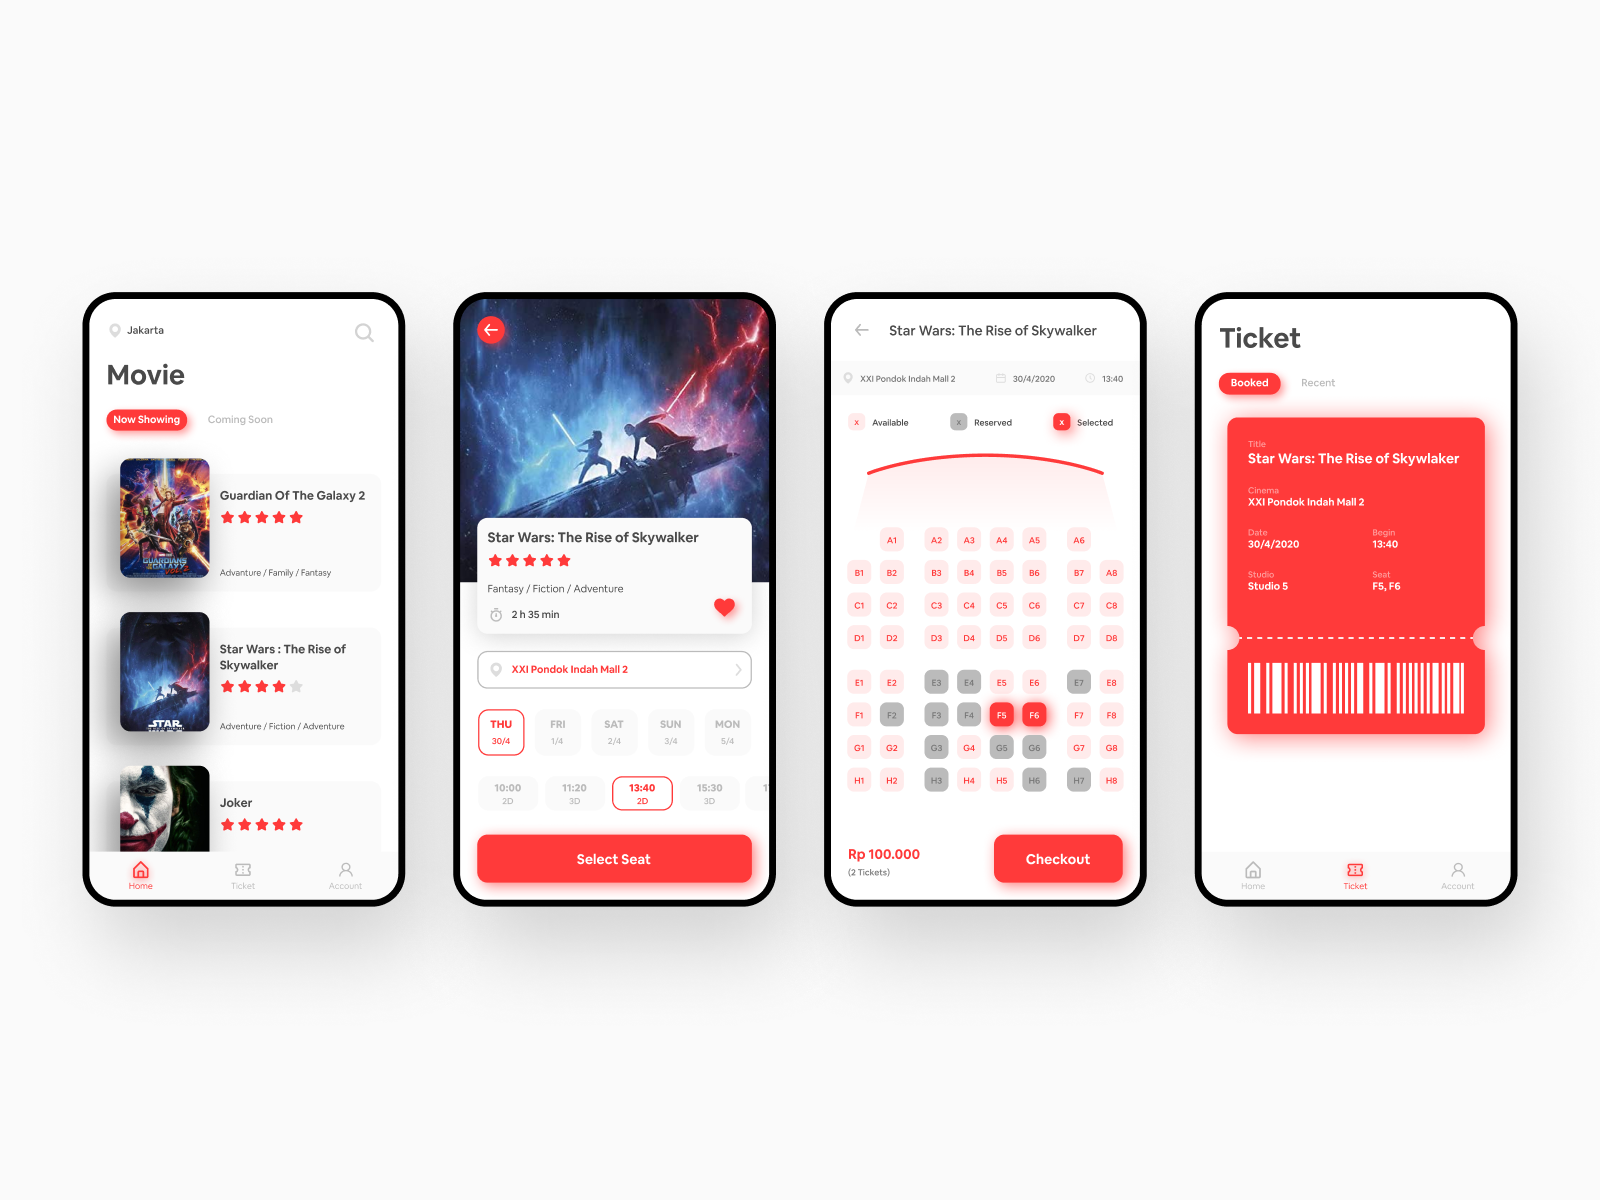 Jakarta
Movie
Now Showing
Coming Soon
GUARDIANS
OF THE
GALAXY
VOL 2
Guardian Of The Galaxy 2
Advanture / Family / Fantasy
STAR
Star Wars : The Rise of
Skywalker
Adventure / Fiction / Adventure
Joker
Home
Ticket
Account
Star Wars: The Rise of Skywalker
Fantasy / Fiction / Adventure
2 h 35 min
XXI Pondok Indah Mall 2
THU FRI SAT SUN MON
30/4 1/4 2/4 3/4 5/4
10:00 11:20 13:40 15:30
2D 3D 2D 3D
Select Seat
Star Wars: The Rise of Skywalker
XXI Pondok Indah Mall 2 30/4/2020 13:40
X Available X Reserved X Selected
A1 A2 A3 A4 A5 A6
B1 B2 B3 B4 B5 B6 B7 A8
C1 C2 C3 C4 C5 C6 C7 C8
D1 D2 D3 D4 D5 D6 D7 D8
E1 E2 E3 E4 E5 E6 E7 E8
F1 F2 F3 F4 F5 F6 F7 F8
G1 G2 G3 G4 G5 G6 G7 G8
H1 H2 H3 H4 H5 H6 H7 H8
Rp 100.000
(2 Tickets)
Checkout
Ticket
Booked
Recent
Title
Star Wars: The Rise of Skywlaker
Cinema
XXI Pondok Indah Mall 2
Date Begin
30/4/2020 13:40
Studio Seat
Studio 5 F5, F6
Home
Ticket
Account